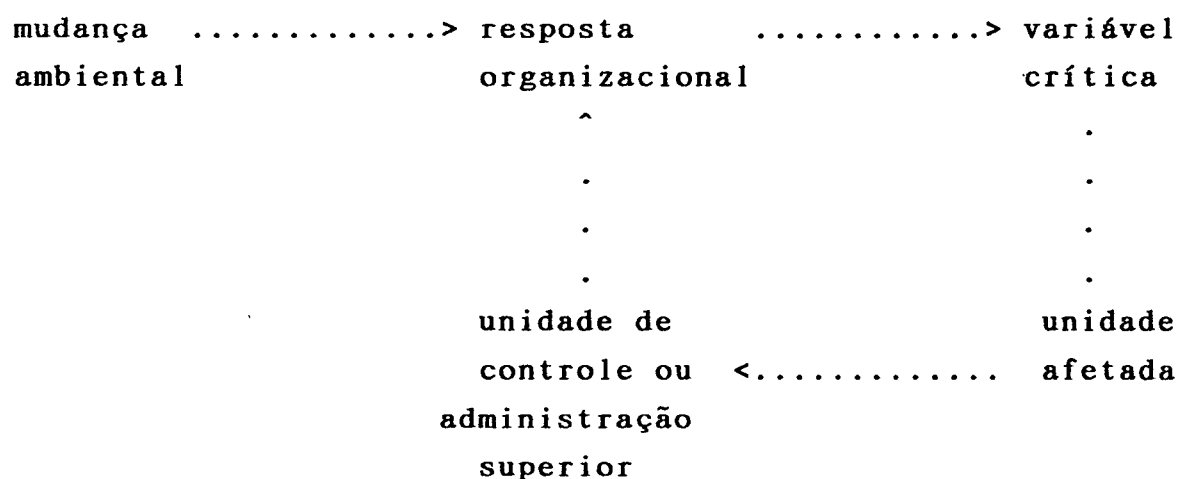 mudança .............> resposta ............> variável
ambiental organizacional crítica
^ .
. .
. .
. .
unidade de unidade
controle ou <............. afetada
administração
superior